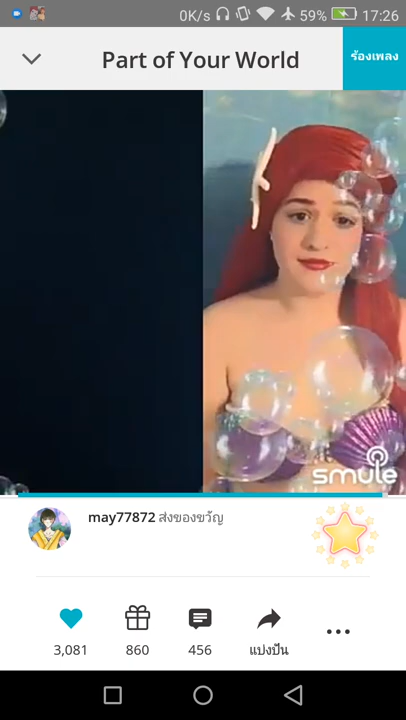 0K/s 59% 17:26
Part of Your World
ร้องเพลง
smule
may77872 ส่งของขวัญ
3,081 860 456 แบ่งปัน